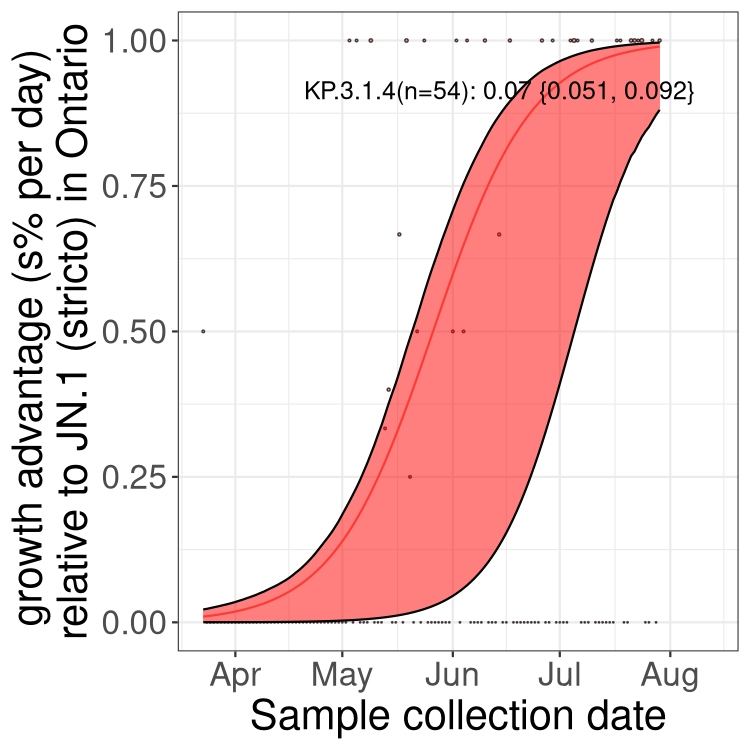 growth advantage (s% per day)
relative to JN.1 (stricto) in Ontario
1.00
0.75
0.50
0.25
0.00
KP.3.1.4(n=54): 0.07 {0.051, 0.092}
Apr May Jun Jul Aug
Sample collection date